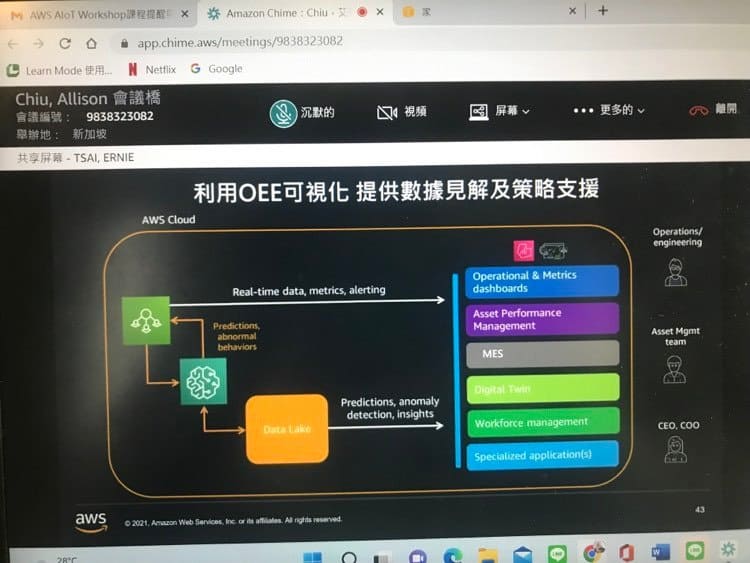 AWS AIoT Workshop課程提醒
Amazon Chime：Chiu，艾
家
app.chime.aws/meetings/9838323082
Learn Mode 使用...
Netflix
Google
Chiu, Allison 會議橋
會議編號： 9838323082
舉辦地： 新加坡
沉默的
視頻
屏幕
更多的
離開
共享屏幕 - TSAI, ERNIE
利用OEE可視化 提供數據見解及策略支援
AWS Cloud
Real-time data, metrics, alerting
Predictions,
abnormal
behaviors
Data Lake
Predictions, anomaly
detection, insights
Operational & Metrics
dashboards
Asset Performance
Management
MES
Digital Twin
Workforce management
Specialized application(s)
Operations/
engineering
Asset Mgmt
team
CEO, COO
aws
© 2021, Amazon Web Services, Inc. or its affiliates. All rights reserved.
43
28°C